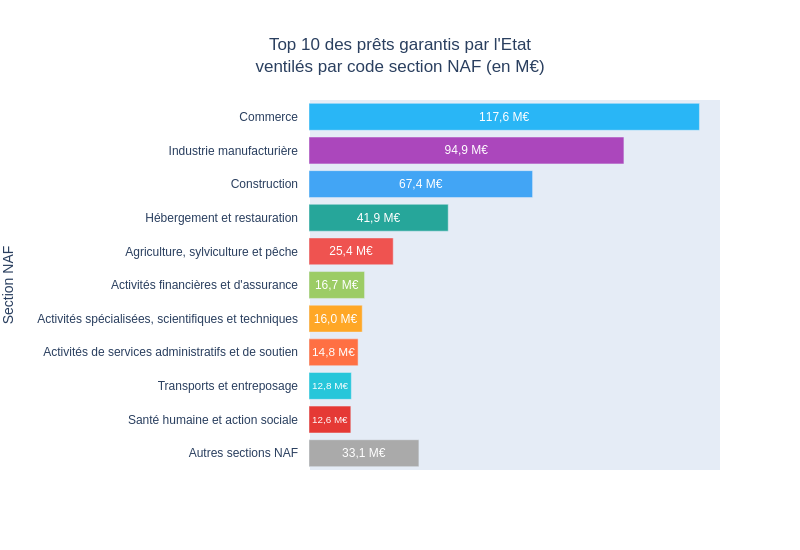 Top 10 des prêts garantis par l'Etat
ventilés par code section NAF (en M€)
Commerce 117,6 M€
Industrie manufacturière 94,9 M€
Construction 67,4 M€
Hébergement et restauration 41,9 M€
Agriculture, sylviculture et pêche 25,4 M€
Activités financières et d'assurance 16,7 M€
Activités spécialisées, scientifiques et techniques 16,0 M€
Activités de services administratifs et de soutien 14,8 M€
Transports et entreposage 12,8 M€
Santé humaine et action sociale 12,6 M€
Autres sections NAF 33,1 M€
Section NAF